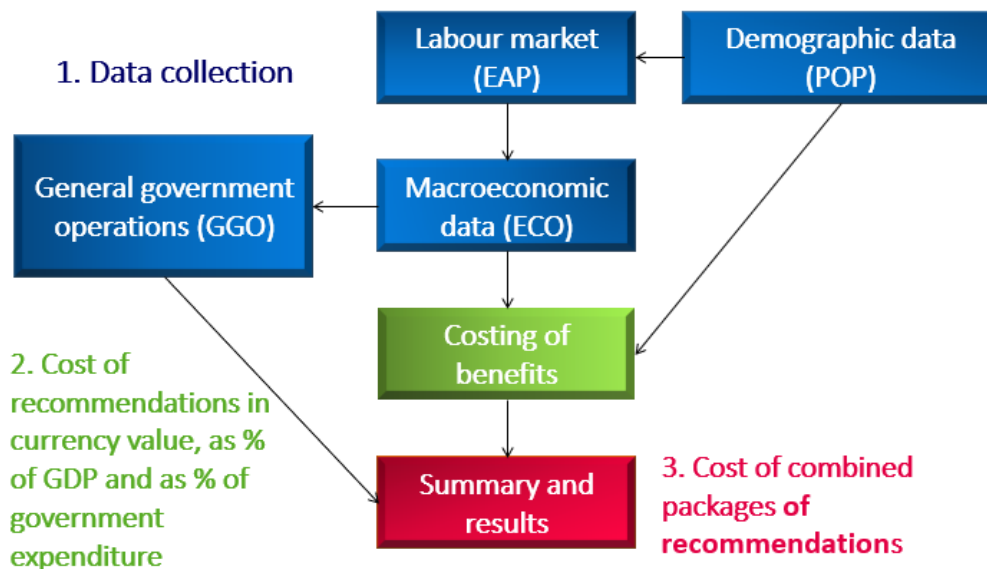 1. Data collection
Labour market
(EAP)
Demographic data
(POP)
General government
operations (GGO)
Macroeconomic
data (ECO)
Costing of
benefits
2. Cost of
recommendations in
currency value, as %
of GDP and as % of
government
expenditure
Summary and
results
3. Cost of combined
packages of
recommendations